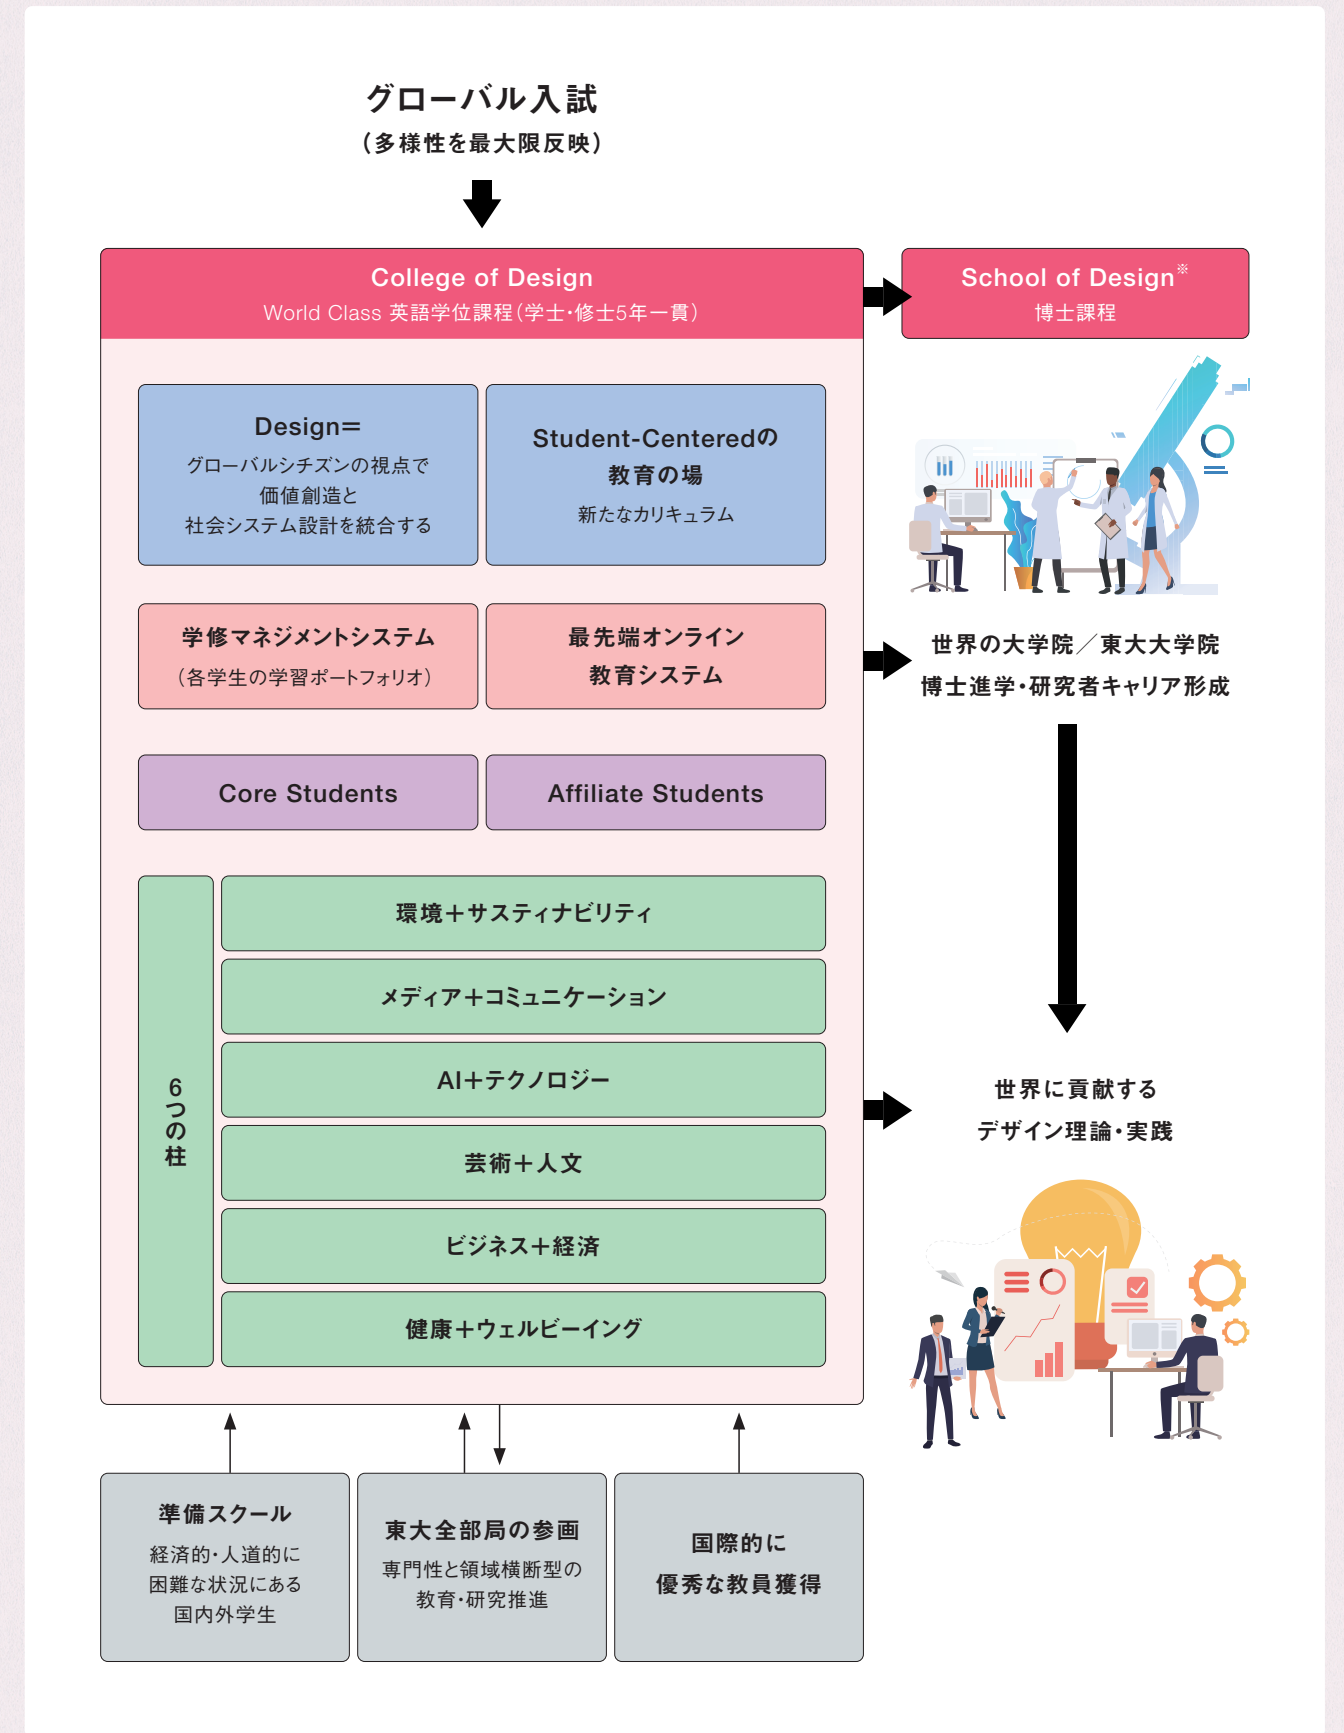 グローバル入試
（多様性を最大限反映）
College of Design
World Class 英語学位課程（学士・修士5年一貫）
School of Design※
博士課程
Design＝
グローバルシチズンの視点で
価値創造と
社会システム設計を統合する
Student-Centeredの
教育の場
新たなカリキュラム
学修マネジメントシステム
（各学生の学習ポートフォリオ）
最先端オンライン
教育システム
世界の大学院／東大大学院
博士進学・研究者キャリア形成
Core Students
Affiliate Students
6つの柱
環境＋サスティナビリティ
メディア＋コミュニケーション
AI＋テクノロジー
芸術＋人文
ビジネス＋経済
健康＋ウェルビーイング
世界に貢献する
デザイン理論・実践
準備スクール
経済的・人道的に
困難な状況にある
国内外学生
東大全部局の参画
専門性と領域横断型の
教育・研究推進
国際的に
優秀な教員獲得